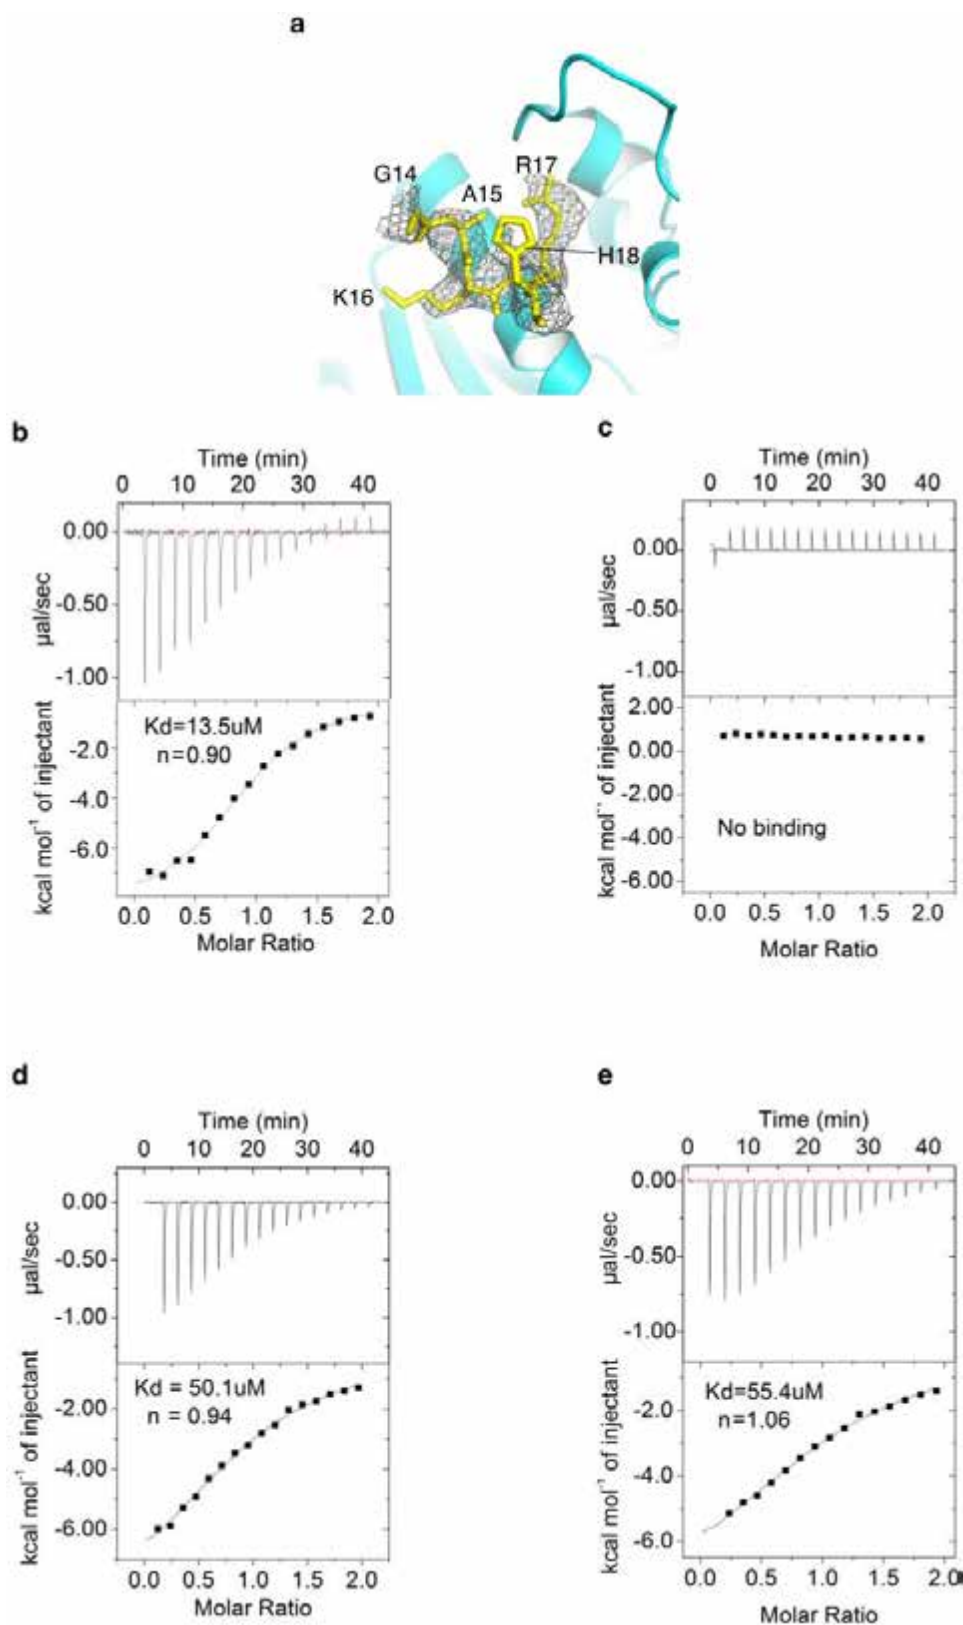 a
G14
R17
A15
H18
K16
b
Time (min)
0 10 20 30 40
0.00
-0.50
-1.00
µal/sec
Kd=13.5uM
n=0.90
-2.0
-4.0
-6.0
kcal mol⁻¹ of injectant
0.0 0.5 1.0 1.5 2.0
Molar Ratio
c
Time (min)
0 10 20 30 40
0.00
-0.50
-1.00
µal/sec
2.00
0.00
-2.00
-4.00
-6.00
kcal mol⁻¹ of injectant
No binding
0.0 0.5 1.0 1.5 2.0
Molar Ratio
d
Time (min)
0 10 20 30 40
0.00
-0.50
-1.00
µal/sec
Kd = 50.1uM
n = 0.94
-2.00
-4.00
-6.00
kcal mol⁻¹ of injectant
0.0 0.5 1.0 1.5 2.0
Molar Ratio
e
Time (min)
0 10 20 30 40
0.00
-0.50
-1.00
µal/sec
Kd=55.4uM
n=1.06
-2.0
-4.0
-6.0
kcal mol⁻¹ of injectant
0.0 0.5 1.0 1.5 2.0
Molar Ratio